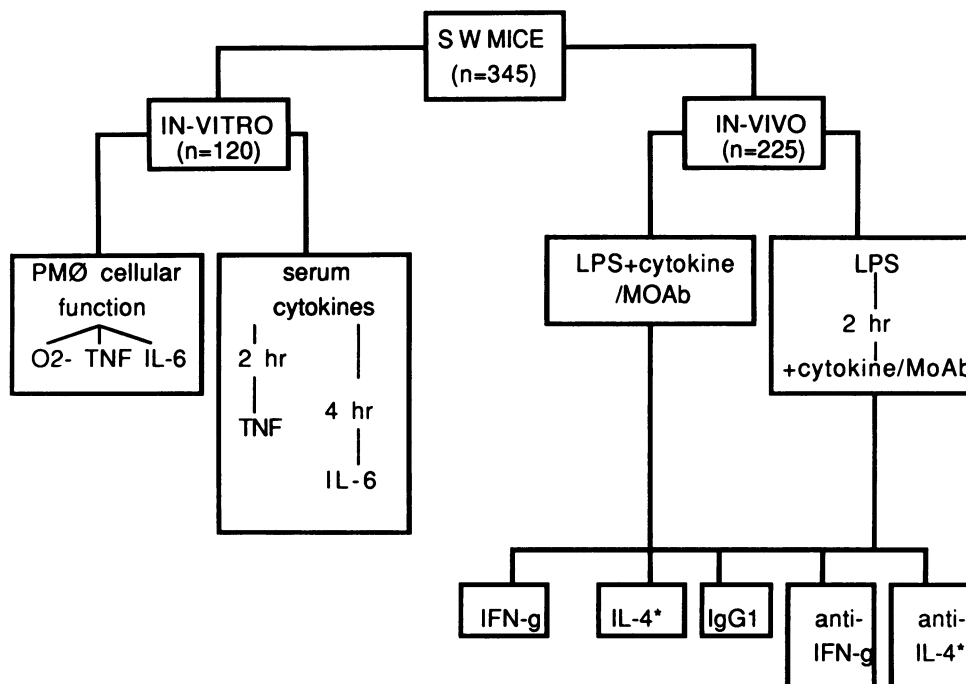 S W MICE
(n=345)
IN-VITRO
(n=120)
IN-VIVO
(n=225)
PMØ cellular
function
O2- TNF IL-6
serum
cytokines
2 hr
TNF
4 hr
IL-6
LPS+cytokine
/MOAb
LPS
2 hr
+cytokine/MoAb
IFN-g
IL-4*
IgG1
anti-
IFN-g
anti-
IL-4*